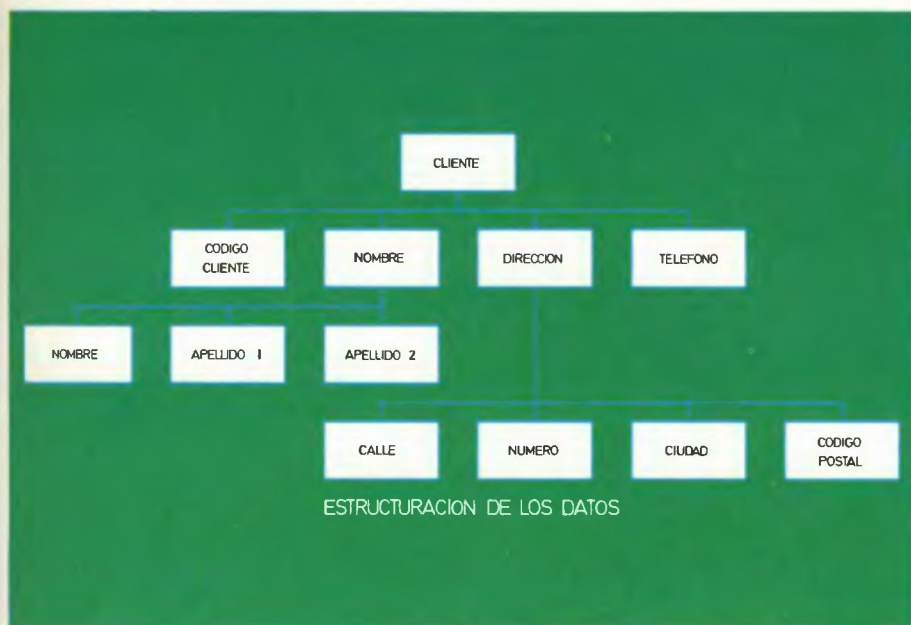 CLIENTE
CODIGO
CLIENTE
NOMBRE
DIRECCION
TELEFONO
NOMBRE
APELLIDO 1
APELLIDO 2
CALLE
NUMERO
CIUDAD
CODIGO
POSTAL
ESTRUCTURACION DE LOS DATOS